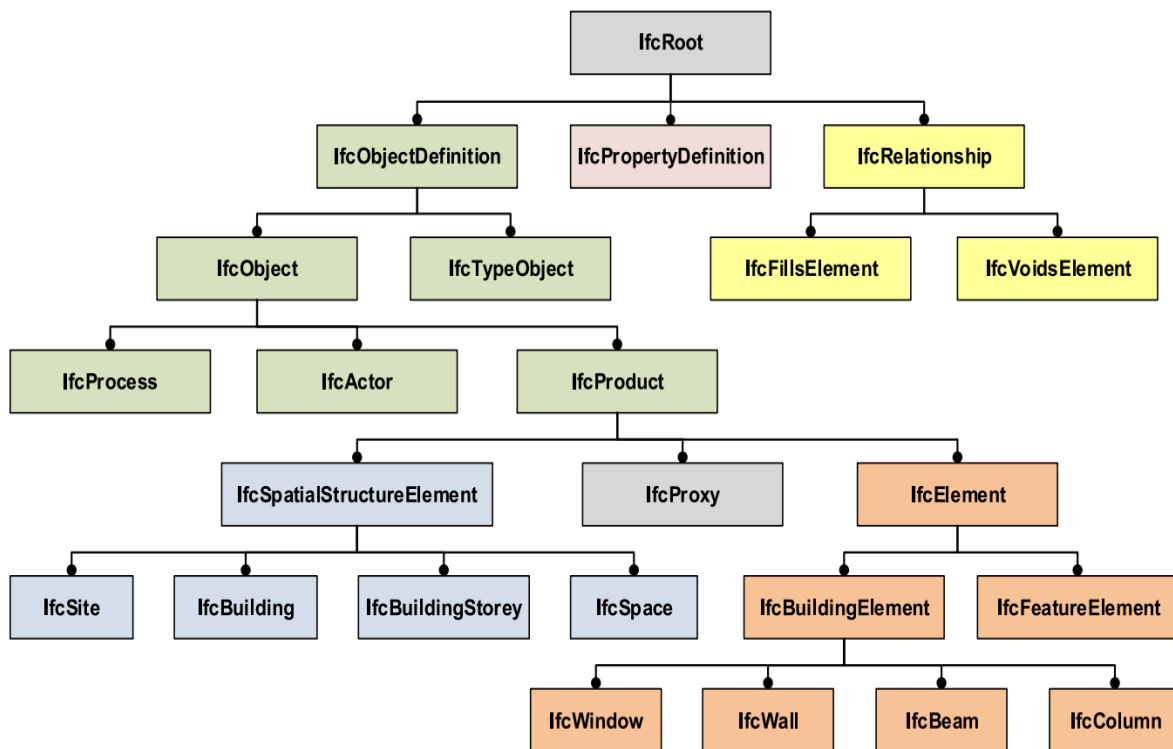 IfcRoot
IfcObjectDefinition
IfcPropertyDefinition
IfcRelationship
IfcObject
IfcTypeObject
IfcFillsElement
IfcVoidsElement
IfcProcess
IfcActor
IfcProduct
IfcSpatialStructureElement
IfcProxy
IfcElement
IfcSite
IfcBuilding
IfcBuildingStorey
IfcSpace
IfcBuildingElement
IfcFeatureElement
IfcWindow
IfcWall
IfcBeam
IfcColumn